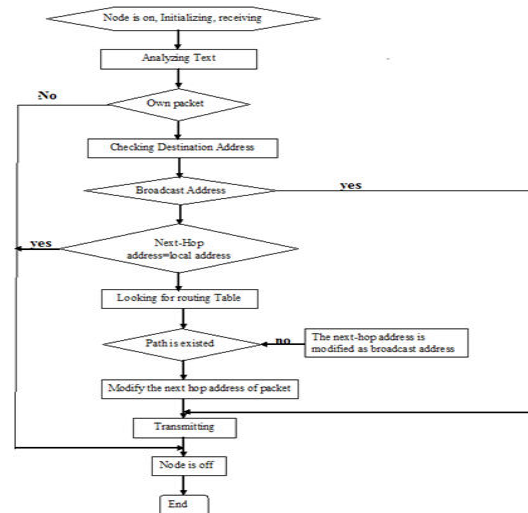 Node is on, Initializing, receiving
Analyzing Text
No
Own packet
Checking Destination Address
Broadcast Address
yes
yes
Next-Hop
address=local address
Looking for routing Table
Path is existed
no
The next-hop address is
modified as broadcast address
Modify the next hop address of packet
Transmitting
Node is off
End